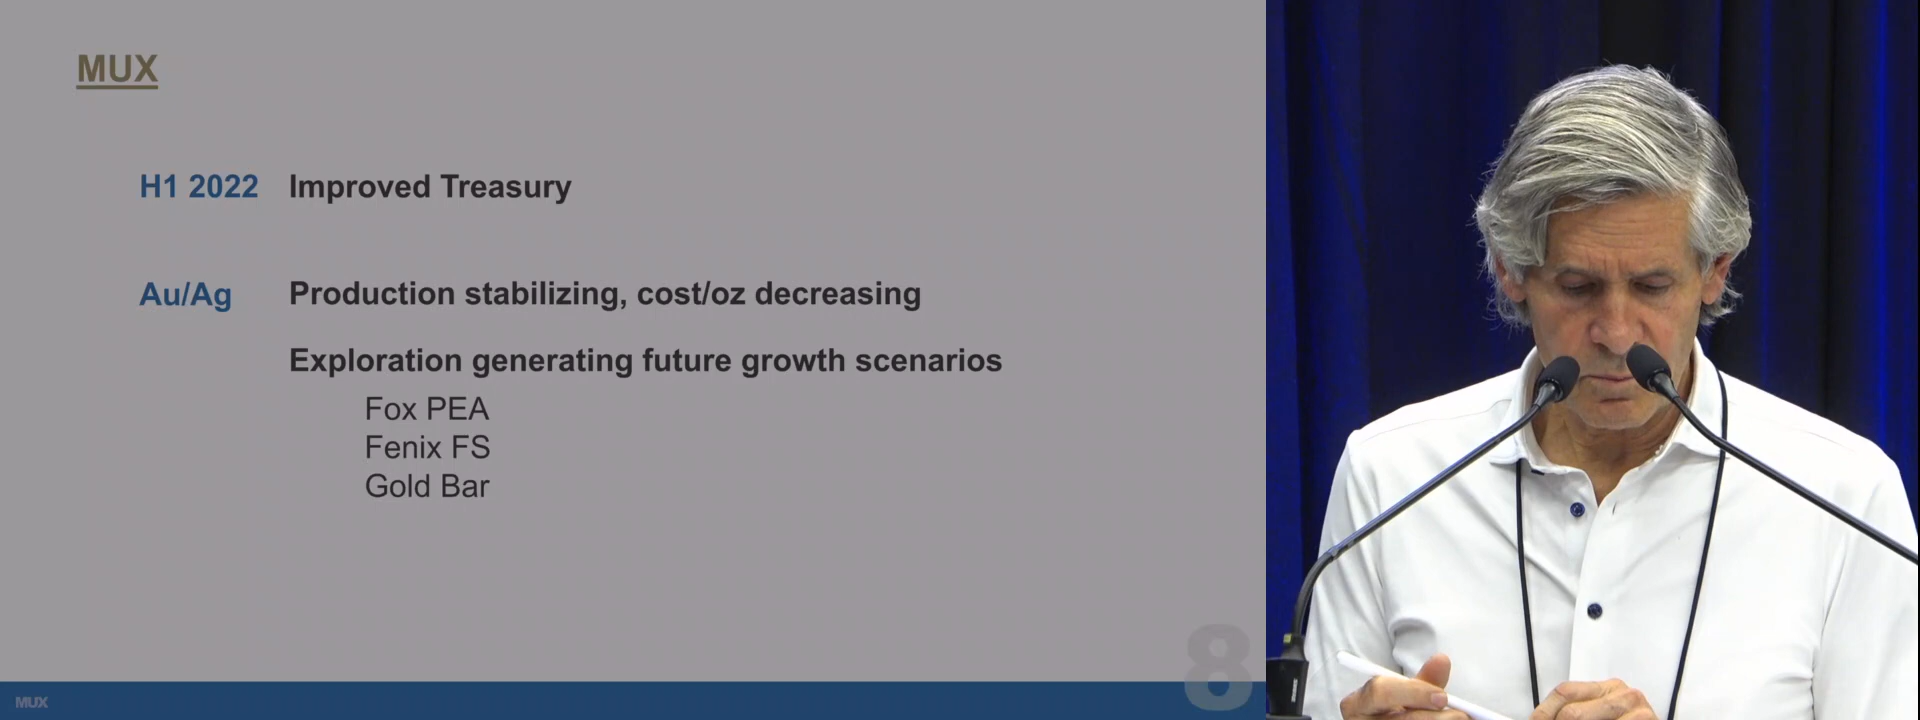 MUX
H1 2022 Improved Treasury
Au/Ag Production stabilizing, cost/oz decreasing
Exploration generating future growth scenarios
Fox PEA
Fenix FS
Gold Bar
8
MUX